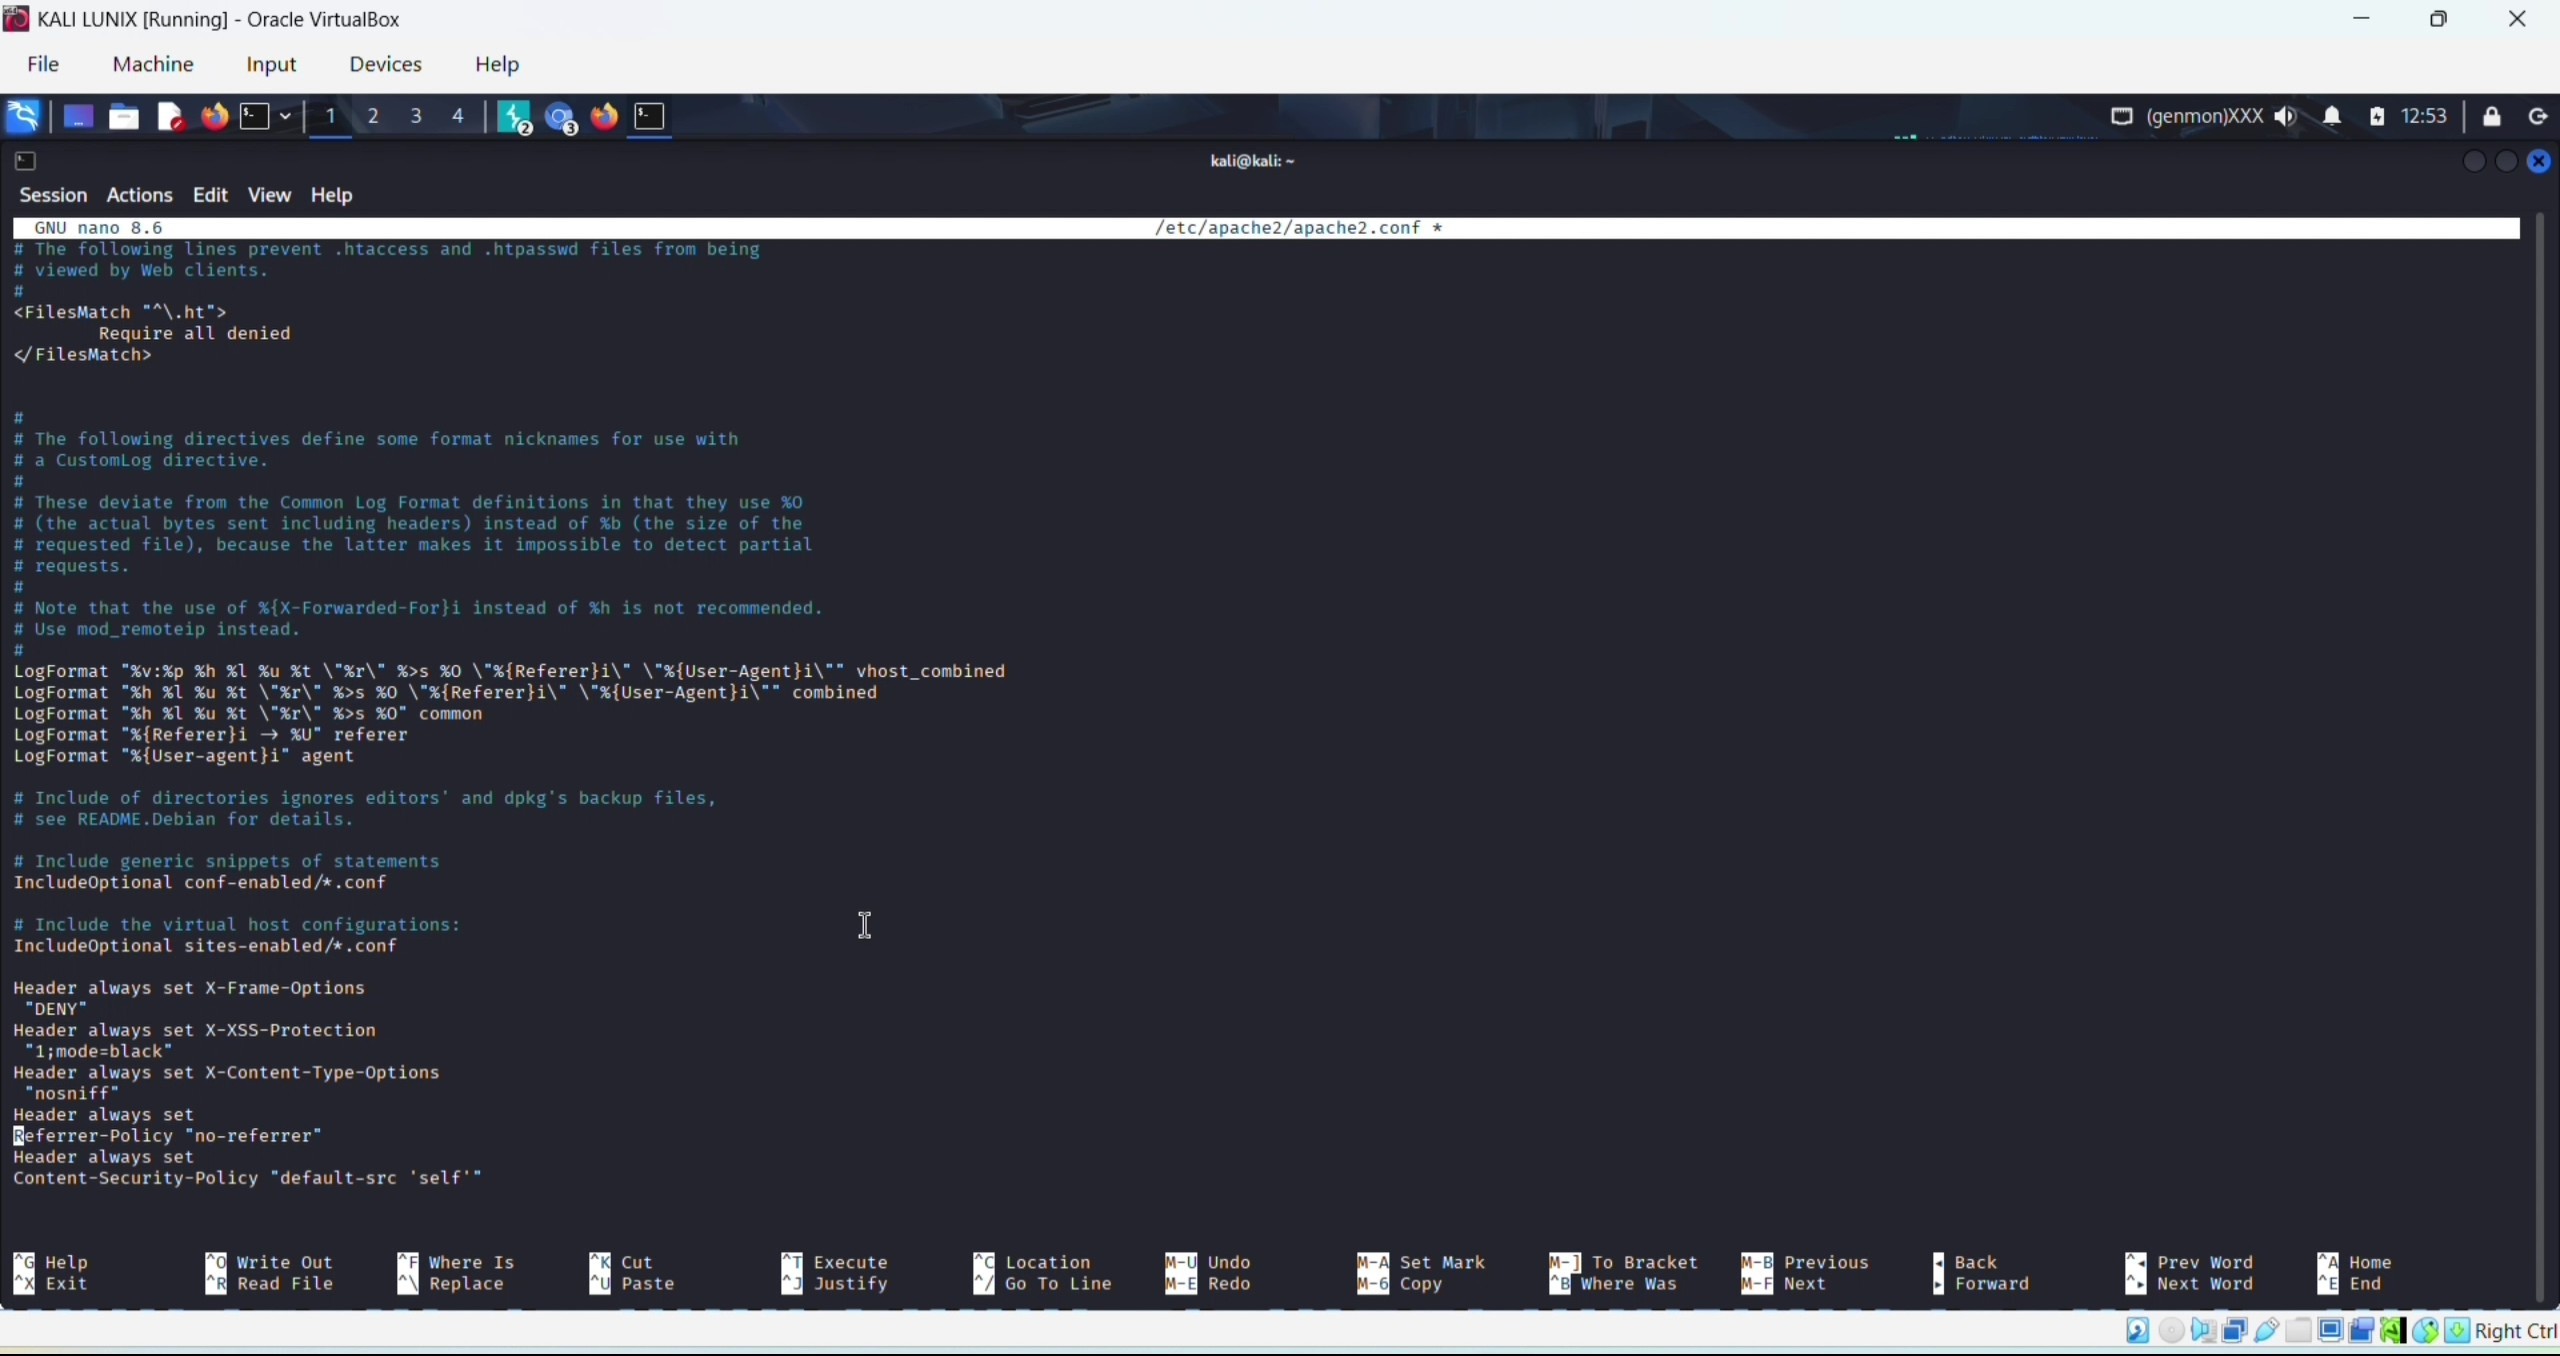 KALI LUNIX [Running] - Oracle VirtualBox
File Machine Input Devices Help
1 2 3 4 2 3 (genmon)XXX 12:53
kali@kali: ~
Session Actions Edit View Help
GNU nano 8.6 /etc/apache2/apache2.conf *
# The following lines prevent .htaccess and .htpasswd files from being
# viewed by Web clients.
#
<FilesMatch "^\.ht">
Require all denied
</FilesMatch>
#
# The following directives define some format nicknames for use with
# a CustomLog directive.
#
# These deviate from the Common Log Format definitions in that they use %O
# (the actual bytes sent including headers) instead of %b (the size of the
# requested file), because the latter makes it impossible to detect partial
# requests.
#
# Note that the use of %{X-Forwarded-For}i instead of %h is not recommended.
# Use mod_remoteip instead.
#
LogFormat "%v:%p %h %l %u %t \"%r\" %>s %O \"%{Referer}i\" \"%{User-Agent}i\"" vhost_combined
LogFormat "%h %l %u %t \"%r\" %>s %O \"%{Referer}i\" \"%{User-Agent}i\"" combined
LogFormat "%h %l %u %t \"%r\" %>s %O" common
LogFormat "%{Referer}i → %U" referer
LogFormat "%{User-agent}i" agent
# Include of directories ignores editors' and dpkg's backup files,
# see README.Debian for details.
# Include generic snippets of statements
IncludeOptional conf-enabled/*.conf
# Include the virtual host configurations:
IncludeOptional sites-enabled/*.conf
Header always set X-Frame-Options
"DENY"
Header always set X-XSS-Protection
"1;mode=black"
Header always set X-Content-Type-Options
"nosniff"
Header always set
Referrer-Policy "no-referrer"
Header always set
Content-Security-Policy "default-src 'self'"
^G Help ^O Write Out ^F Where Is ^K Cut ^T Execute ^C Location M-U Undo M-A Set Mark M-] To Bracket M-B Previous ◂ Back ^◂ Prev Word ^A Home
^X Exit ^R Read File ^\ Replace ^U Paste ^J Justify ^/ Go To Line M-E Redo M-6 Copy ^B Where Was M-F Next ▸ Forward ^▸ Next Word ^E End
Right Ctrl